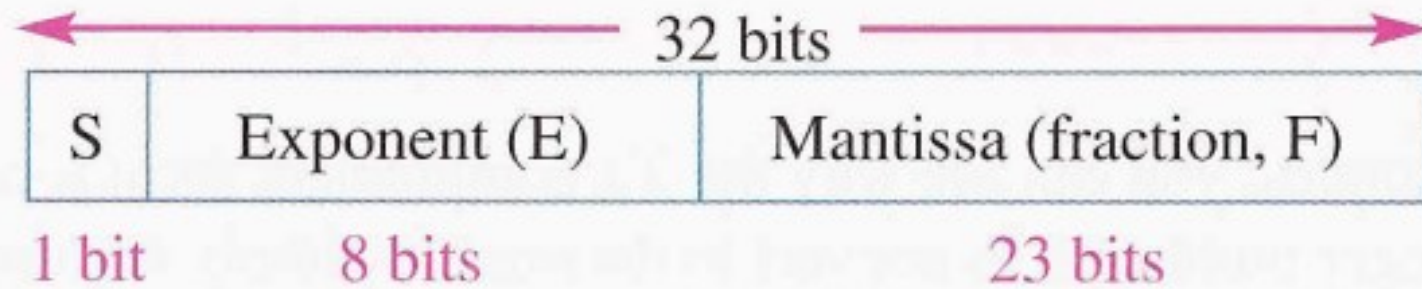 32 bits
S Exponent (E) Mantissa (fraction, F)
1 bit 8 bits 23 bits